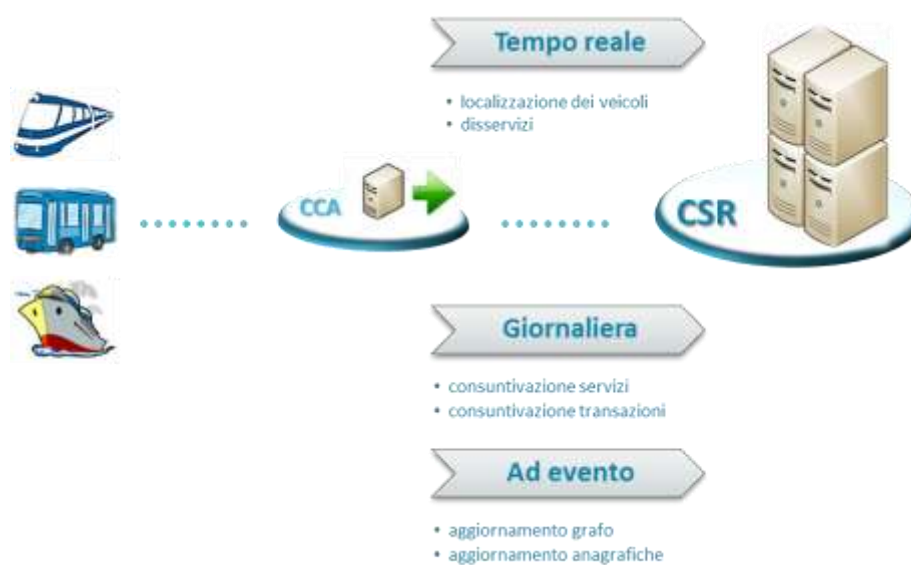 Tempo reale
• localizzazione dei veicoli
• disservizi
CCA
CSR
Giornaliera
• consuntivazione servizi
• consuntivazione transazioni
Ad evento
• aggiornamento grafo
• aggiornamento anagrafiche